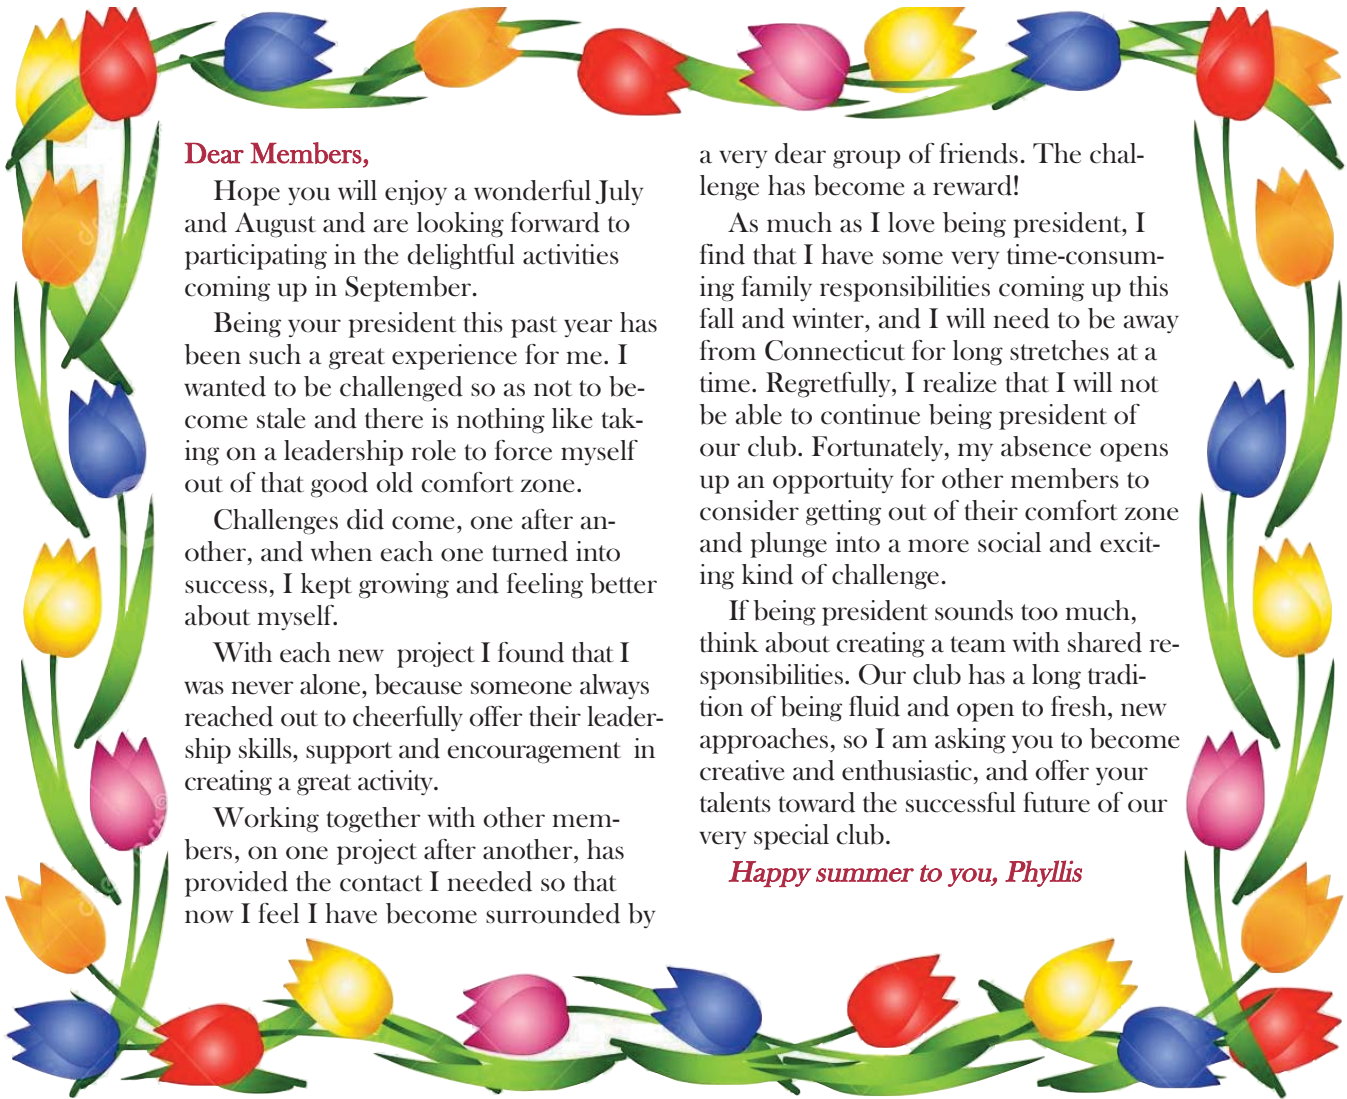 Dear Members,
Hope you will enjoy a wonderful July
and August and are looking forward to
participating in the delightful activities
coming up in September.
Being your president this past year has
been such a great experience for me. I
wanted to be challenged so as not to be-
come stale and there is nothing like tak-
ing on a leadership role to force myself
out of that good old comfort zone.
Challenges did come, one after an-
other, and when each one turned into
success, I kept growing and feeling better
about myself.
With each new  project I found that I
was never alone, because someone always
reached out to cheerfully offer their leader-
ship skills, support and encouragement  in
creating a great activity.
Working together with other mem-
bers, on one project after another, has
provided the contact I needed so that
now I feel I have become surrounded by
a very dear group of friends. The chal-
lenge has become a reward!
As much as I love being president, I
find that I have some very time-consum-
ing family responsibilities coming up this
fall and winter, and I will need to be away
from Connecticut for long stretches at a
time. Regretfully, I realize that I will not
be able to continue being president of
our club. Fortunately, my absence opens
up an opportuity for other members to
consider getting out of their comfort zone
and plunge into a more social and excit-
ing kind of challenge.
If being president sounds too much,
think about creating a team with shared re-
sponsibilities. Our club has a long tradi-
tion of being fluid and open to fresh, new
approaches, so I am asking you to become
creative and enthusiastic, and offer your
talents toward the successful future of our
very special club.
Happy summer to you, Phyllis